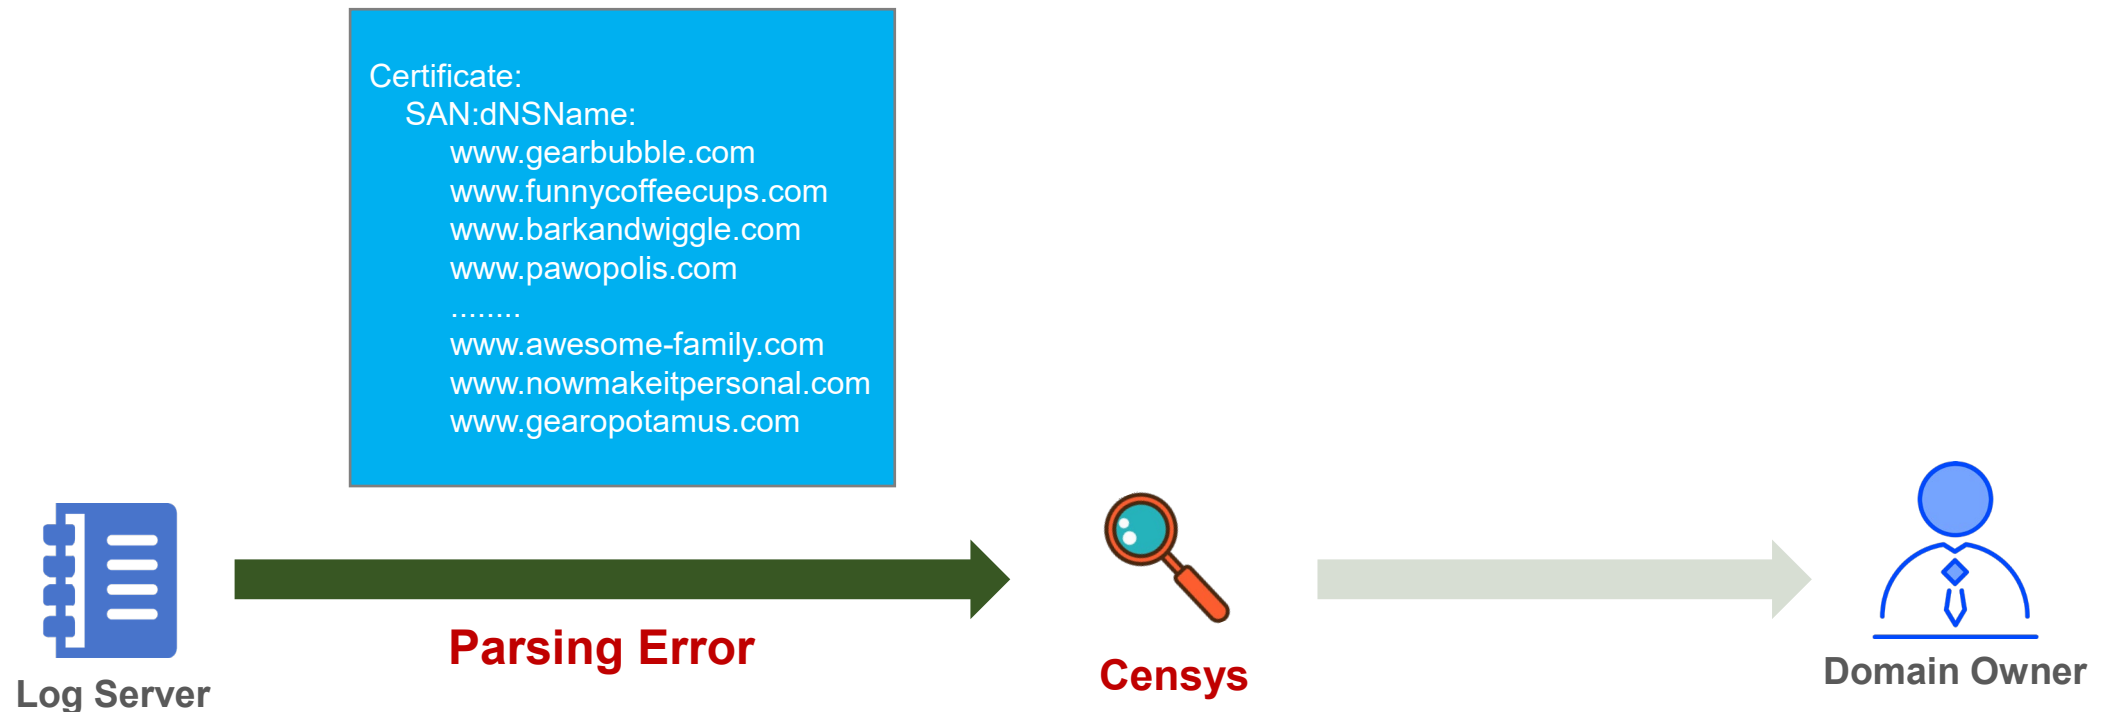 Certificate:
SAN:dNSName:
www.gearbubble.com
www.funnycoffeecups.com
www.barkandwiggle.com
www.pawopolis.com
........
www.awesome-family.com
www.nowmakeitpersonal.com
www.gearopotamus.com
Parsing Error
Log Server
Censys
Domain Owner